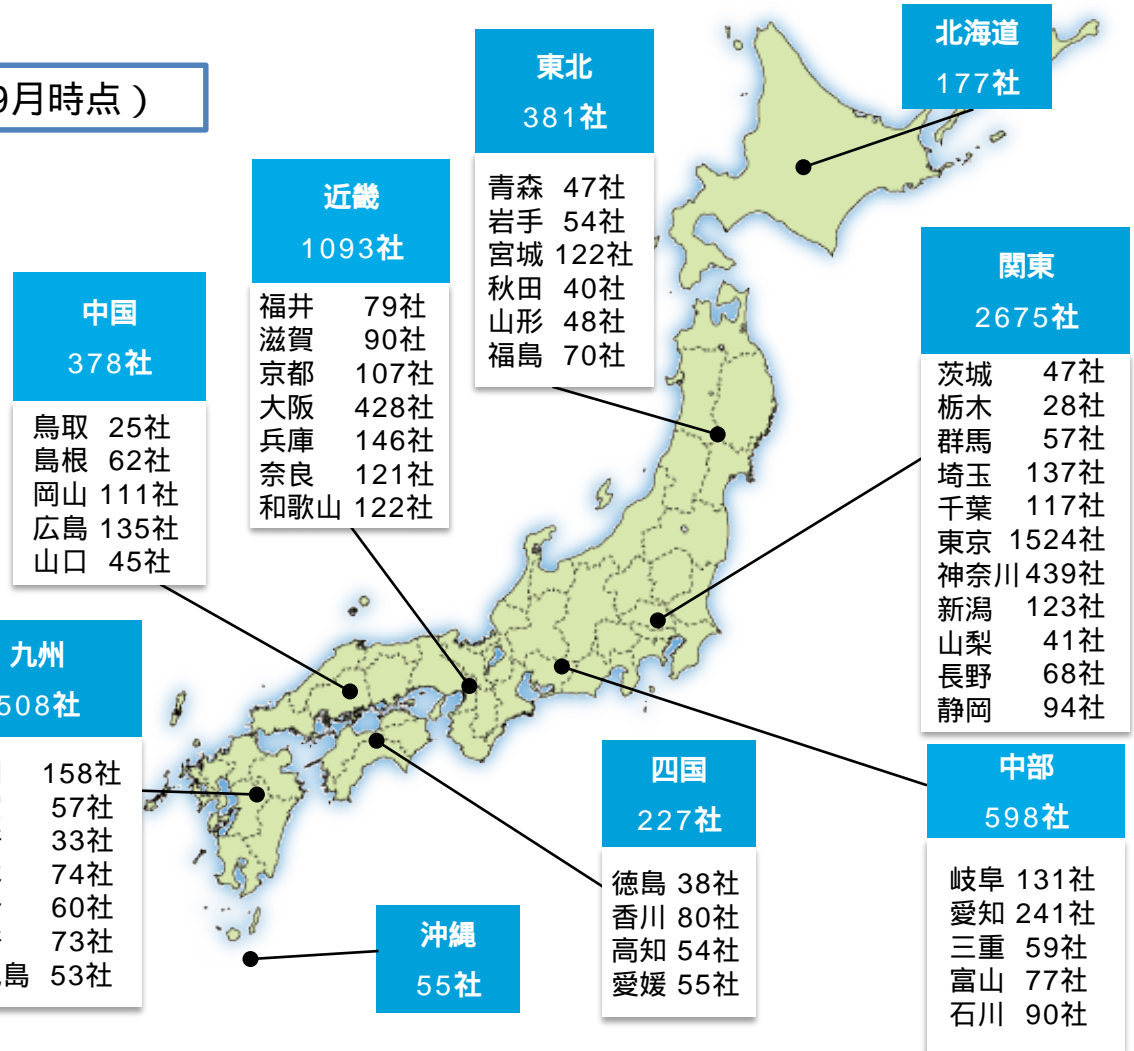 9月時点）
北海道
177社
東北
381社
青森 47社
岩手 54社
宮城 122社
秋田 40社
山形 48社
福島 70社
近畿
1093社
福井 79社
滋賀 90社
京都 107社
大阪 428社
兵庫 146社
奈良 121社
和歌山 122社
関東
2675社
茨城 47社
栃木 28社
群馬 57社
埼玉 137社
千葉 117社
東京 1524社
神奈川 439社
新潟 123社
山梨 41社
長野 68社
静岡 94社
中国
378社
鳥取 25社
島根 62社
岡山 111社
広島 135社
山口 45社
九州
508社
158社
57社
33社
74社
60社
73社
島 53社
四国
227社
徳島 38社
香川 80社
高知 54社
愛媛 55社
中部
598社
岐阜 131社
愛知 241社
三重 59社
富山 77社
石川 90社
沖縄
55社